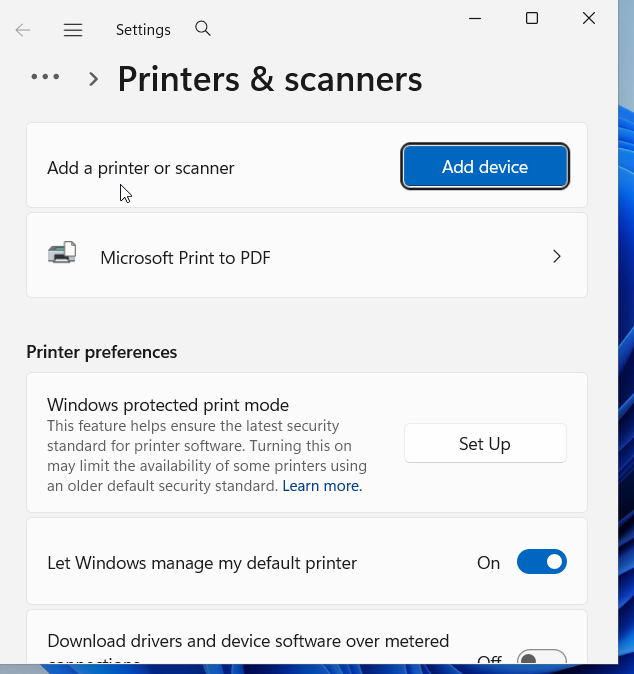 Settings
••• > Printers & scanners
Add a printer or scanner
Add device
Microsoft Print to PDF
Printer preferences
Windows protected print mode
This feature helps ensure the latest security
standard for printer software. Turning this on
may limit the availability of some printers using
an older default security standard. Learn more.
Set Up
Let Windows manage my default printer
On
Download drivers and device software over metered
connections
Off